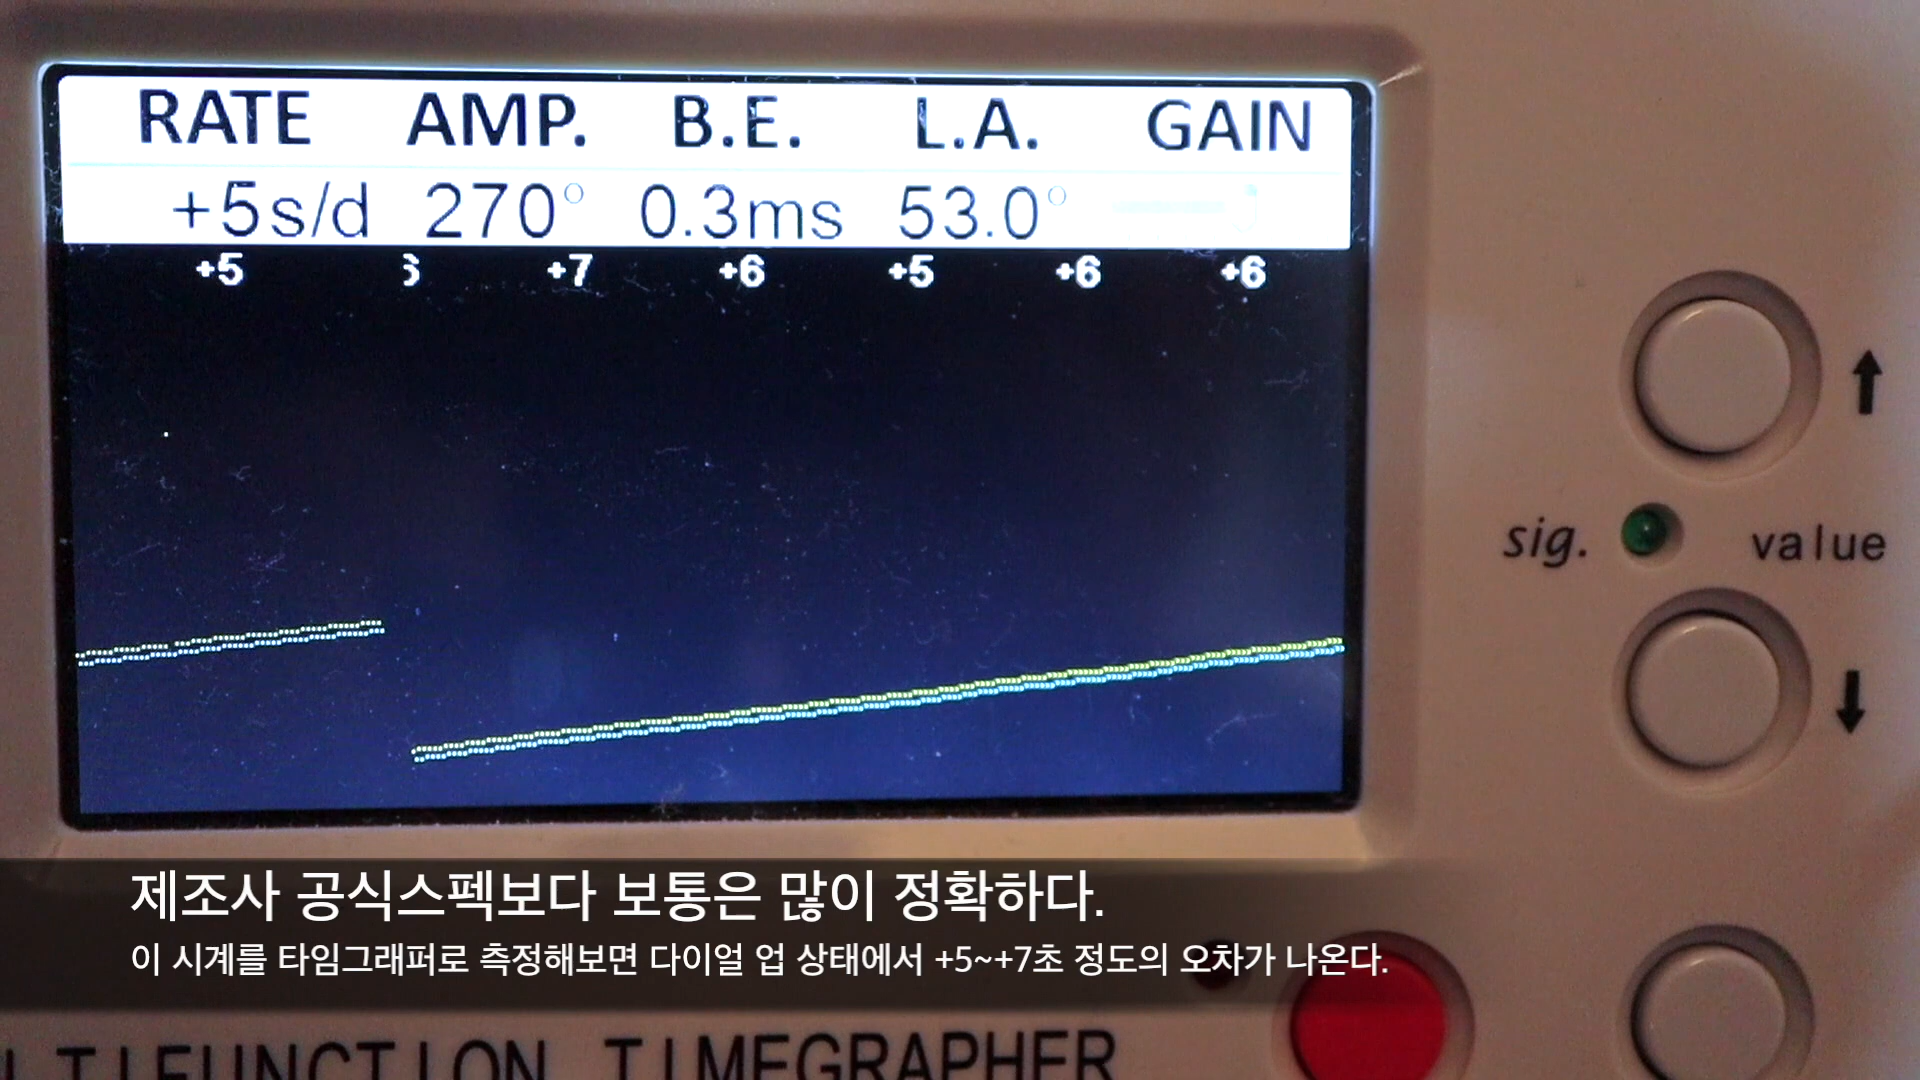 RATE AMP. B.E. L.A. GAIN
+5s/d 270° 0.3ms 53.0°
+5 +7 +6 +5 +6 +6
sig. value
제조사 공식스펙보다 보통은 많이 정확하다.
이 시계를 타임그래퍼로 측정해보면 다이얼 업 상태에서 +5~+7초 정도의 오차가 나온다.
TIFUNCTION TIMEGRAPHER